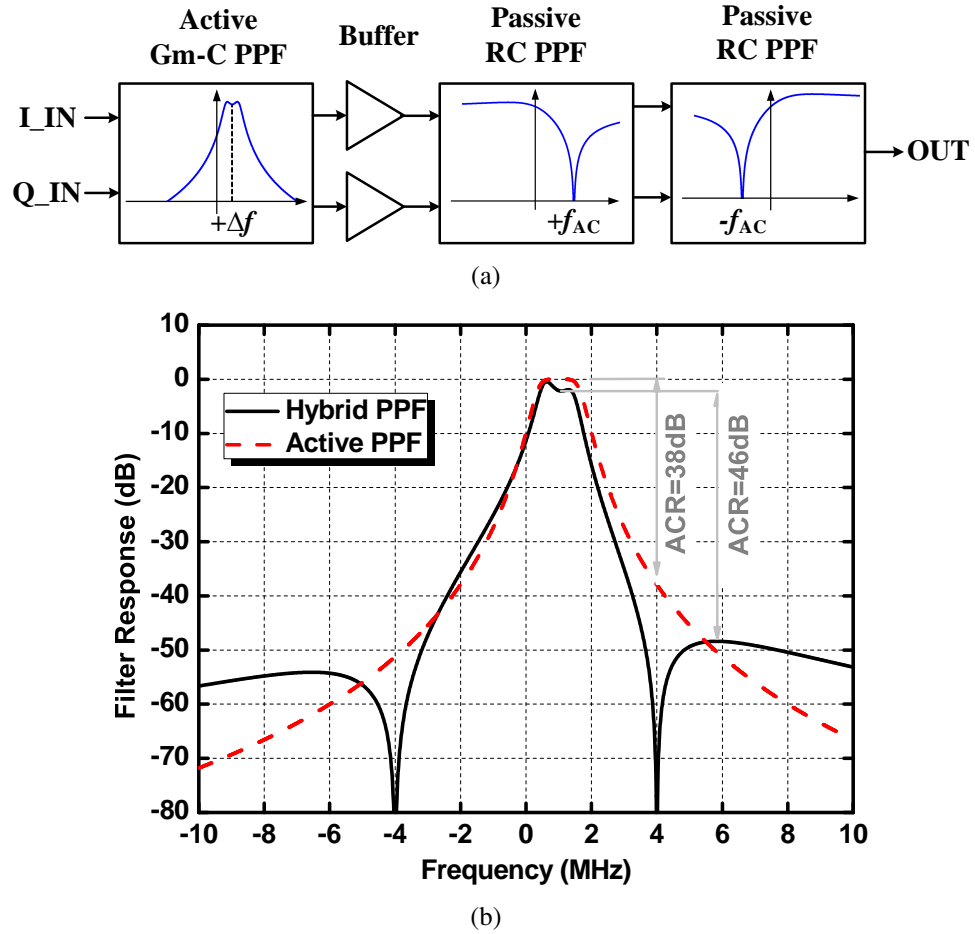 Active
Gm-C PPF
Buffer
Passive
RC PPF
Passive
RC PPF
I_IN
Q_IN
OUT
+Δf
+fAC
-fAC
(a)
10
0
-10
-20
-30
-40
-50
-60
-70
-80
Filter Response (dB)
Hybrid PPF
Active PPF
ACR=38dB
ACR=46dB
-10
-8
-6
-4
-2
0
2
4
6
8
10
Frequency (MHz)
(b)